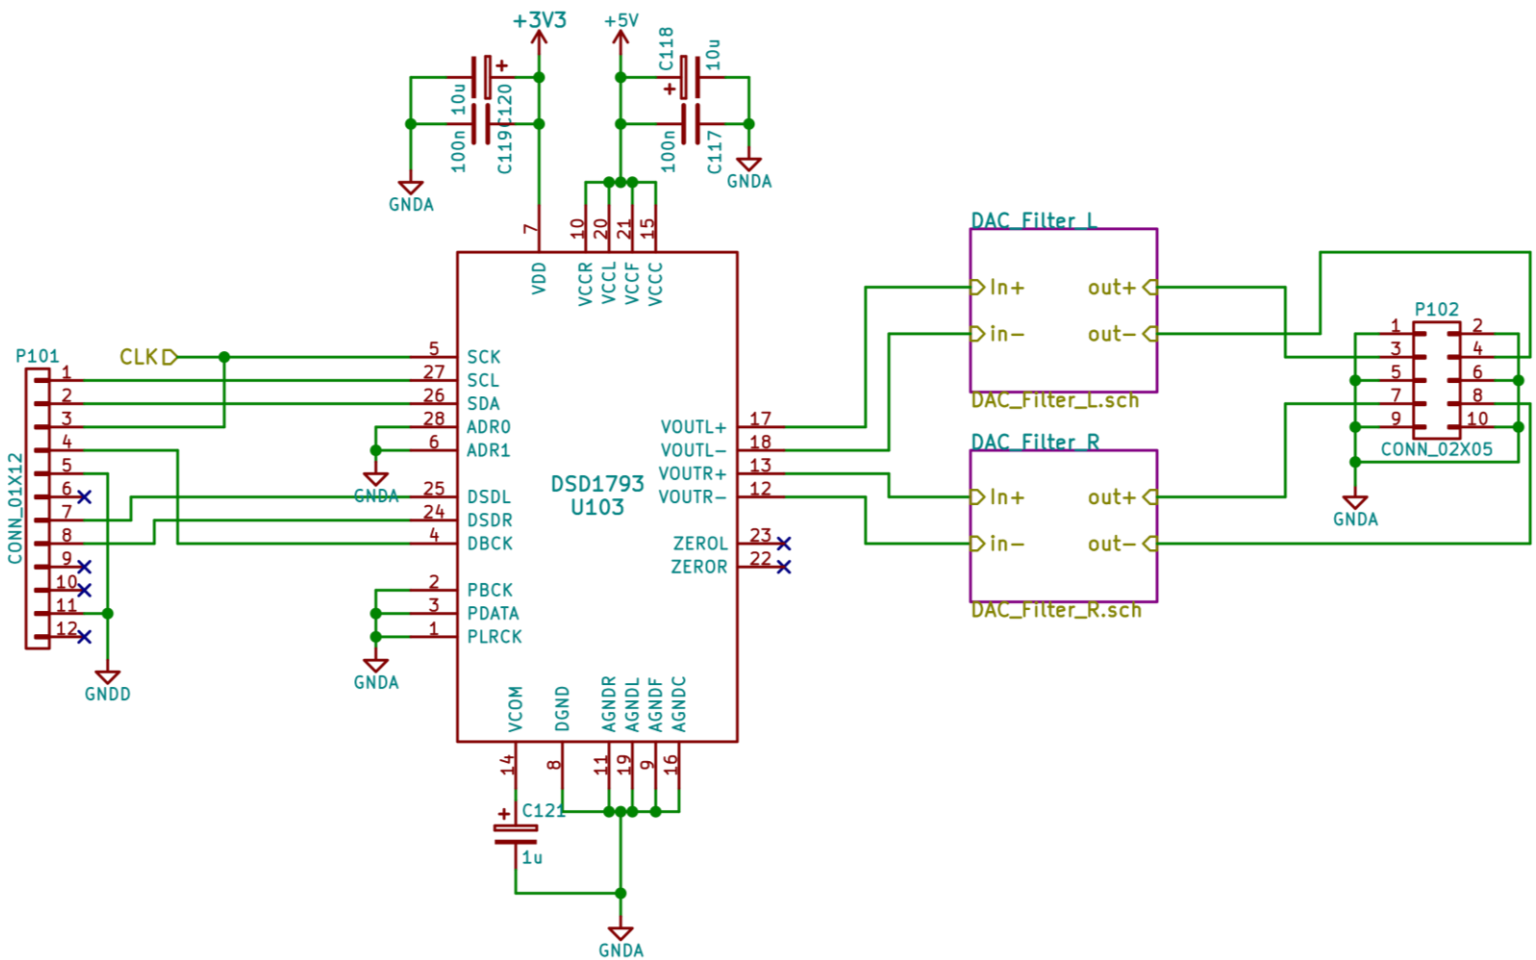 +3V3
+5V
10u
C120
100n
C119
GNDA
C118
10u
100n
C117
GNDA
7
10
20
21
15
VDD
VCCR
VCCL
VCCF
VCCC
P101
CONN_01X12
1
2
3
4
5
6
7
8
9
10
11
12
GNDD
CLK
5 SCK
27 SCL
26 SDA
28 ADR0
6 ADR1
GNDA
25 DSDL
24 DSDR
4 DBCK
2 PBCK
3 PDATA
1 PLRCK
GNDA
DSD1793
U103
VOUTL+ 17
VOUTL- 18
VOUTR+ 13
VOUTR- 12
ZEROL 23
ZEROR 22
VCOM
DGND
AGNDR
AGNDL
AGNDF
AGNDC
14
8
11
19
9
16
C121
1u
GNDA
DAC_Filter_L
In+ out+
in- out-
DAC_Filter_L.sch
DAC_Filter_R
In+ out+
in- out-
DAC_Filter_R.sch
P102
1 2
3 4
5 6
7 8
9 10
CONN_02X05
GNDA